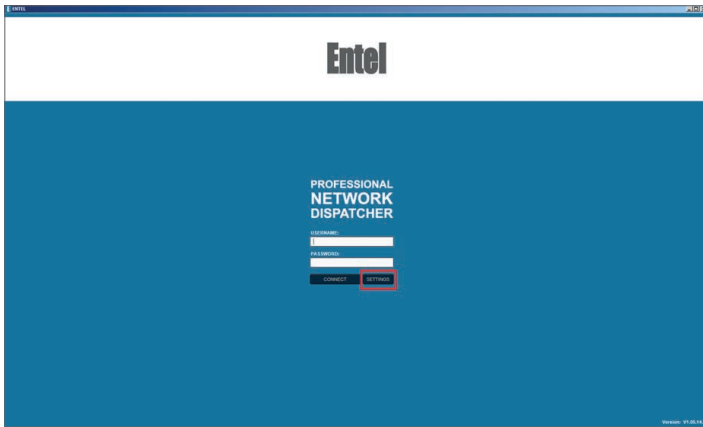 ENTEL
Entel
PROFESSIONAL
NETWORK
DISPATCHER
USERNAME:
PASSWORD:
CONNECT SETTINGS